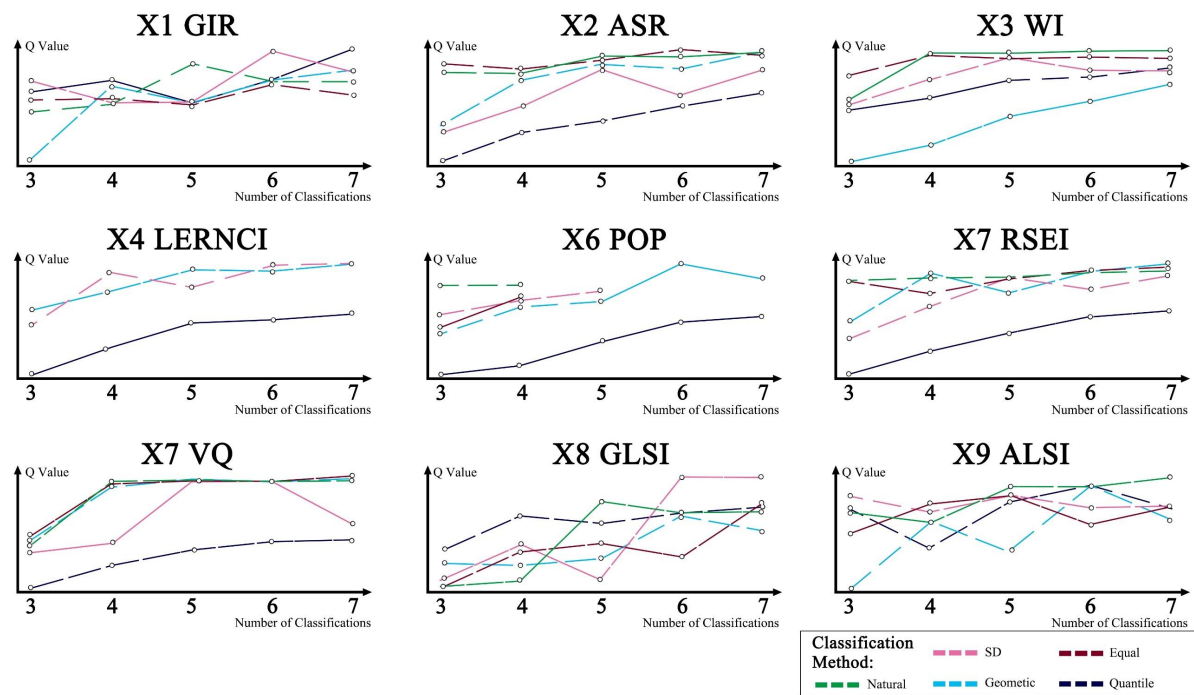 X1 GIR
Q Value
3 4 5 6 7
Number of Classifications
X2 ASR
Q Value
3 4 5 6 7
Number of Classifications
X3 WI
Q Value
3 4 5 6 7
Number of Classifications
X4 LERNCI
Q Value
3 4 5 6 7
Number of Classifications
X6 POP
Q Value
3 4 5 6 7
Number of Classifications
X7 RSEI
Q Value
3 4 5 6 7
Number of Classifications
X7 VQ
Q Value
3 4 5 6 7
Number of Classifications
X8 GLSI
Q Value
3 4 5 6 7
Number of Classifications
X9 ALSI
Q Value
3 4 5 6 7
Number of Classifications
Classification
Method:
SD
Equal
Natural
Geometic
Quantile